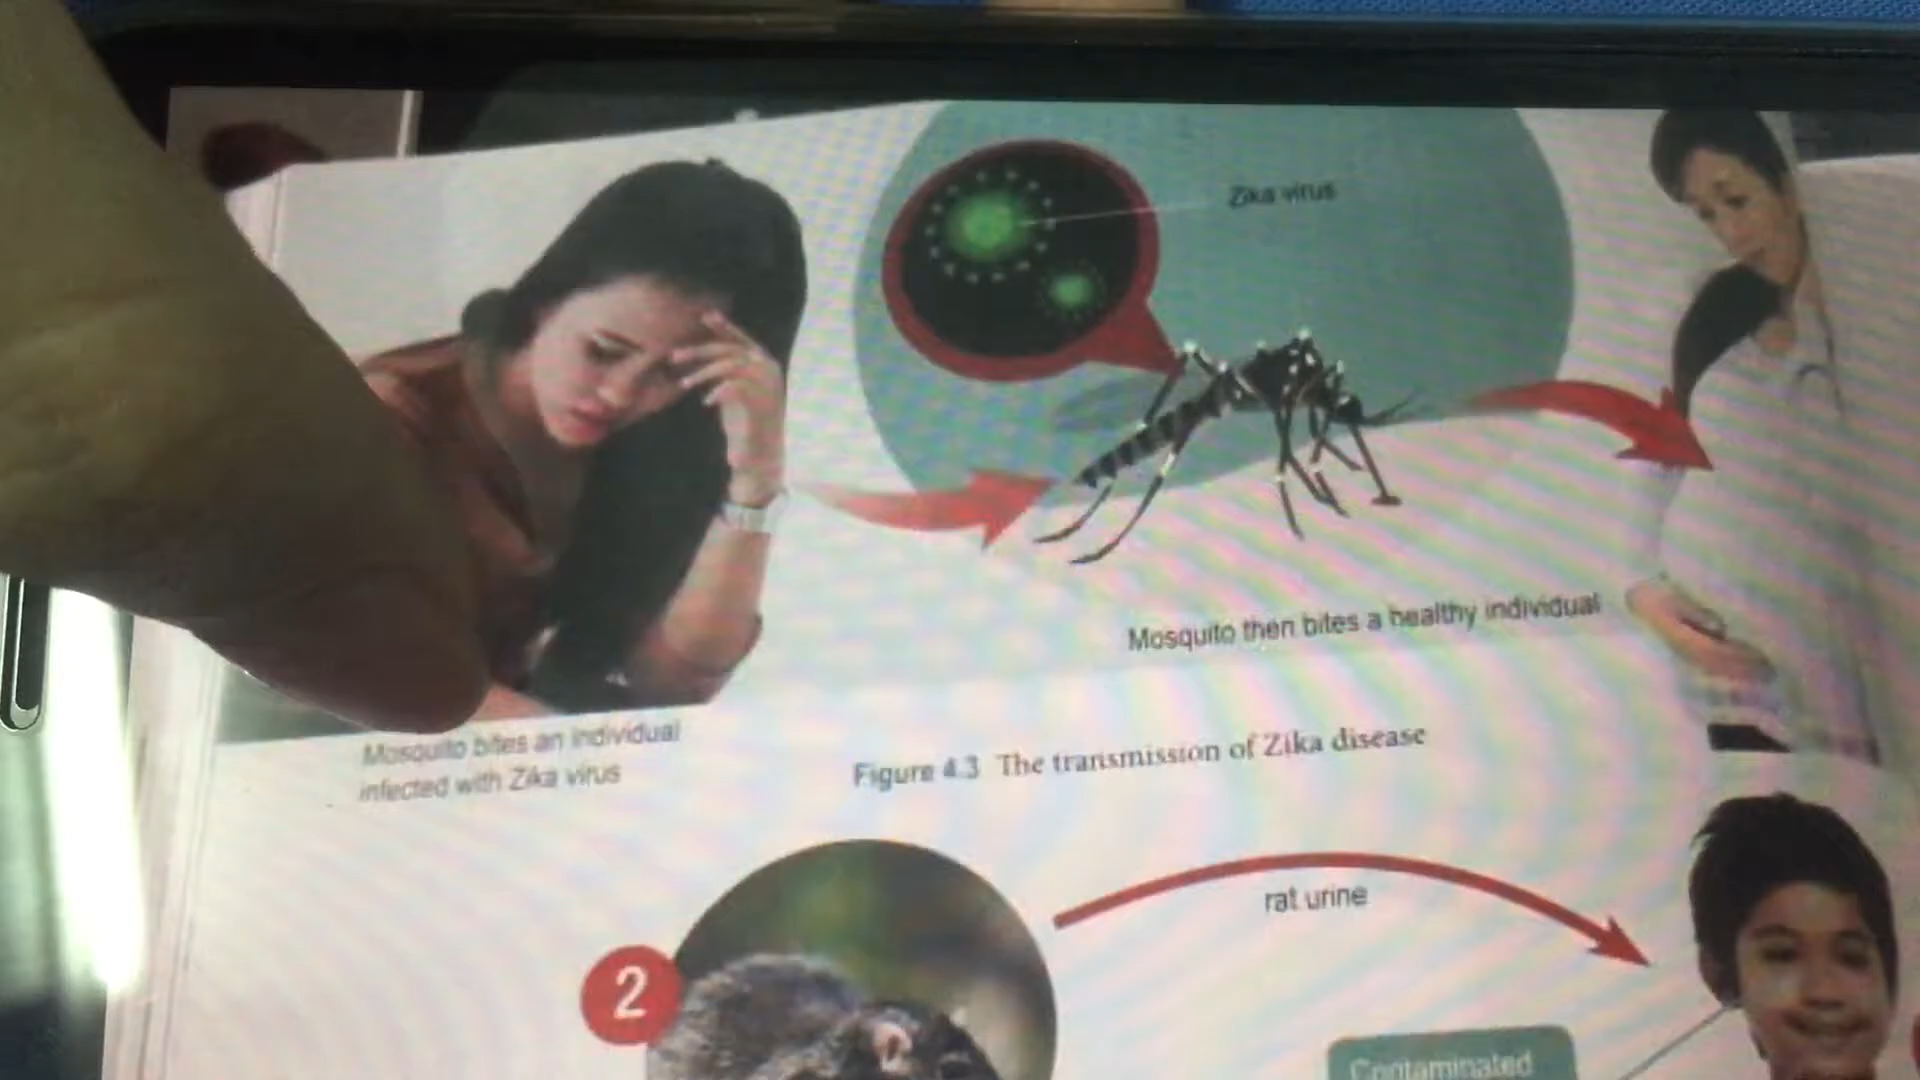 Zika virus
Mosquito then bites a healthy individual
Mosquito bites an individual
infected with Zika virus
Figure 4.3 The transmission of Zika disease
rat urine
2
Contaminated